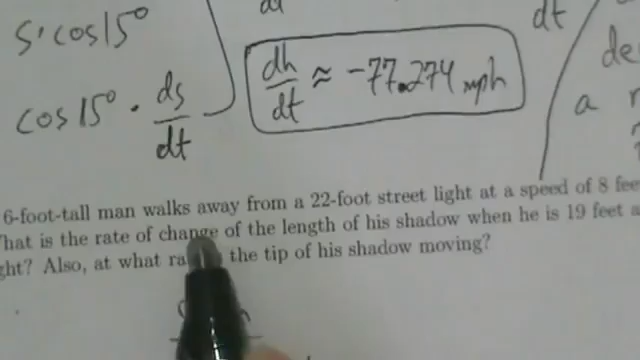 dt
dt
S'cos15°
cos15° · ds/dt
dh/dt ≈ -77.274 mph
de
a
6-foot-tall man walks away from a 22-foot street light at a speed of 8 fee
hat is the rate of change of the length of his shadow when he is 19 feet a
ght? Also, at what ra the tip of his shadow moving?